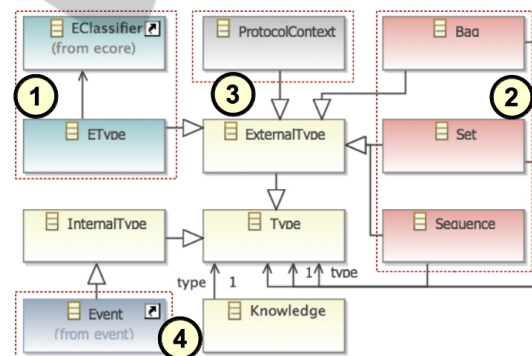 EClassifier
(from ecore)
ProtocolContext
Bag
1
3
2
EType
ExternalType
Set
InternalType
Type
Sequence
type 1
1 type
Event
(from event)
4
Knowledge